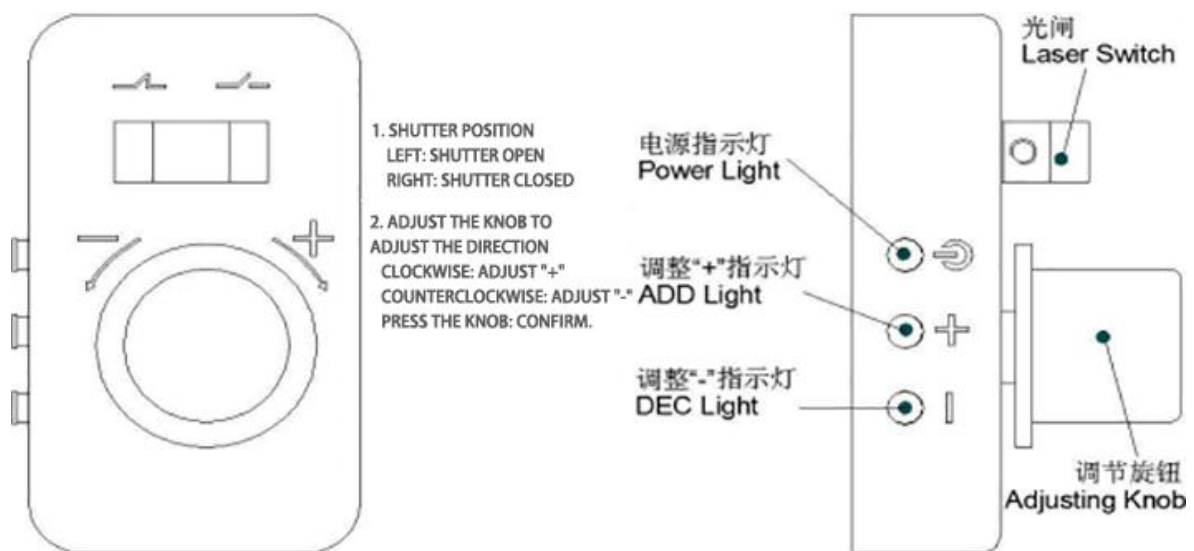 1. SHUTTER POSITION
LEFT: SHUTTER OPEN
RIGHT: SHUTTER CLOSED
2. ADJUST THE KNOB TO
ADJUST THE DIRECTION
CLOCKWISE: ADJUST "+"
COUNTERCLOCKWISE: ADJUST "-"
PRESS THE KNOB: CONFIRM.
光闸
Laser Switch
电源指示灯
Power Light
调整“+”指示灯
ADD Light
调整“-”指示灯
DEC Light
调节旋钮
Adjusting Knob